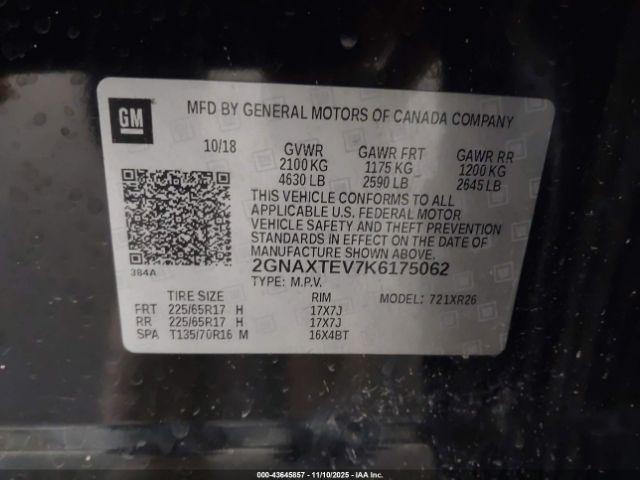 GM
MFD BY GENERAL MOTORS OF CANADA COMPANY
10/18 GVWR GAWR FRT GAWR RR
2100 KG 1175 KG 1200 KG
4630 LB 2590 LB 2645 LB
THIS VEHICLE CONFORMS TO ALL
APPLICABLE U.S. FEDERAL MOTOR
VEHICLE SAFETY AND THEFT PREVENTION
STANDARDS IN EFFECT ON THE DATE OF
MANUFACTURE SHOWN ABOVE.
384A 2GNAXTEV7K6175062
TYPE: M.P.V. MODEL: 721XR26
TIRE SIZE RIM
FRT 225/65R17 H 17X7J
RR 225/65R17 H 17X7J
SPA T135/70R16 M 16X4BT
000-43645857 - 11/10/2025 - IAA Inc.